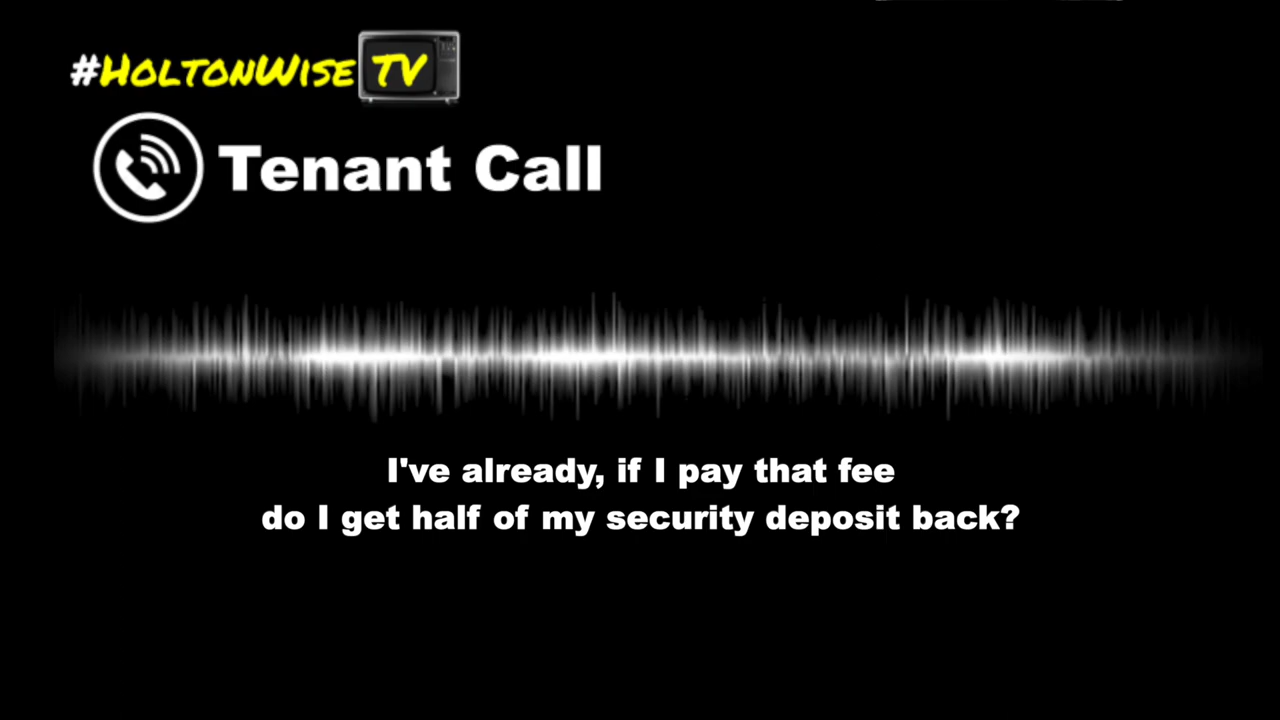 #HoltonWise TV
Tenant Call
I've already, if I pay that fee
do I get half of my security deposit back?